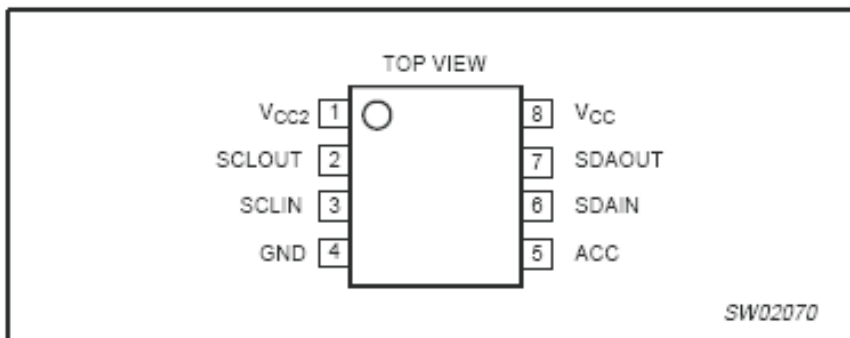 TOP VIEW
VCC2 1 8 VCC
SCLOUT 2 7 SDAOUT
SCLIN 3 6 SDAIN
GND 4 5 ACC
SW02070